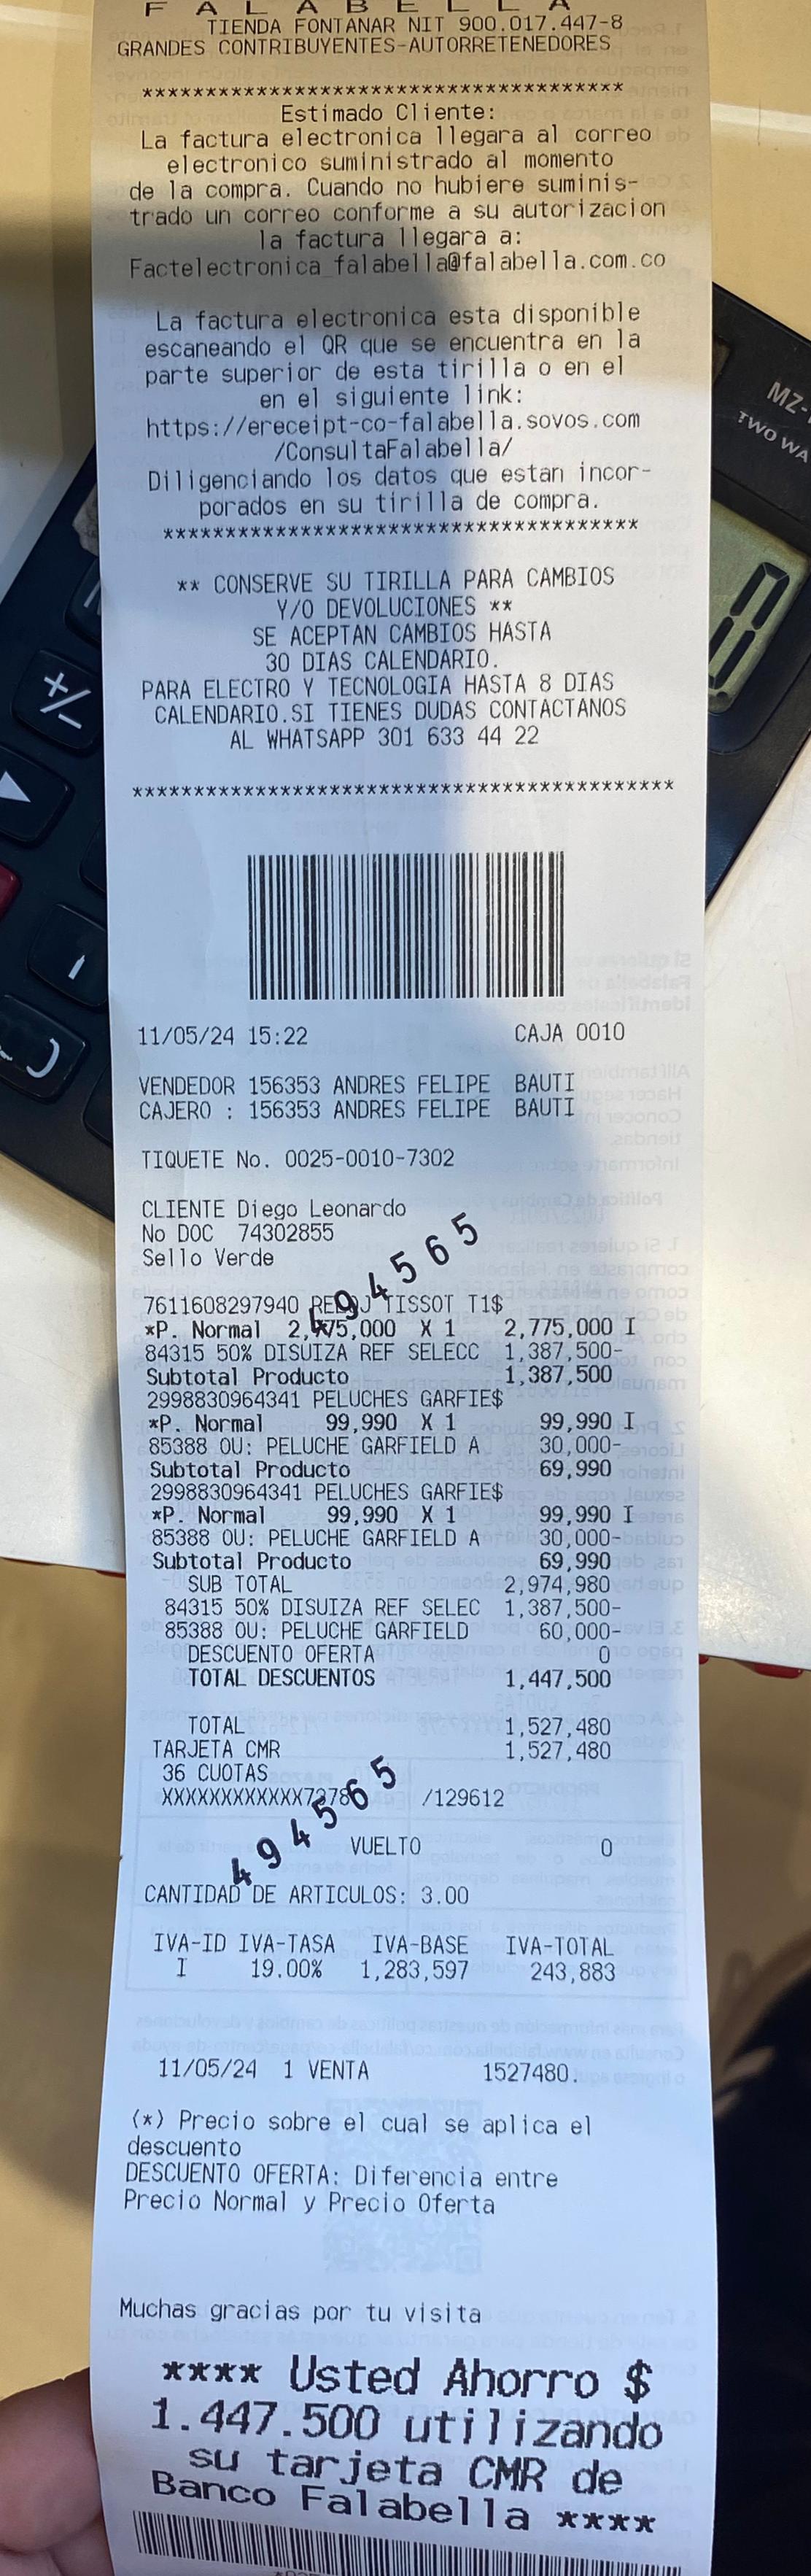 FALABELLA
TIENDA FONTANAR NIT 900.017.447-8
GRANDES CONTRIBUYENTES-AUTORRETENEDORES
**************************************
Estimado Cliente:
La factura electronica llegara al correo
electronico suministrado al momento
de la compra. Cuando no hubiere suminis-
trado un correo conforme a su autorizacion
la factura llegara a:
Factelectronica_falabella@falabella.com.co
La factura electronica esta disponible
escaneando el QR que se encuentra en la
parte superior de esta tirilla o en el
en el siguiente link:
https://ereceipt-co-falabella.sovos.com
/ConsultaFalabella/
Diligenciando los datos que estan incor-
porados en su tirilla de compra.
**************************************
** CONSERVE SU TIRILLA PARA CAMBIOS
Y/O DEVOLUCIONES **
SE ACEPTAN CAMBIOS HASTA
30 DIAS CALENDARIO.
PARA ELECTRO Y TECNOLOGIA HASTA 8 DIAS
CALENDARIO.SI TIENES DUDAS CONTACTANOS
AL WHATSAPP 301 633 44 22
********************************************
11/05/24 15:22 CAJA 0010
VENDEDOR 156353 ANDRES FELIPE BAUTI
CAJERO : 156353 ANDRES FELIPE BAUTI
TIQUETE No. 0025-0010-7302
CLIENTE Diego Leonardo
No DOC 74302855
Sello Verde
494565
7611608297940 RELOJ TISSOT T1$
*P. Normal 2,775,000 X 1 2,775,000 I
84315 50% DISUIZA REF SELECC 1,387,500-
Subtotal Producto 1,387,500
2998830964341 PELUCHES GARFIE$
*P. Normal 99,990 X 1 99,990 I
85388 OU: PELUCHE GARFIELD A 30,000-
Subtotal Producto 69,990
2998830964341 PELUCHES GARFIE$
*P. Normal 99,990 X 1 99,990 I
85388 OU: PELUCHE GARFIELD A 30,000-
Subtotal Producto 69,990
SUB TOTAL 2,974,980
84315 50% DISUIZA REF SELEC 1,387,500-
85388 OU: PELUCHE GARFIELD 60,000-
DESCUENTO OFERTA 0
TOTAL DESCUENTOS 1,447,500
TOTAL 1,527,480
TARJETA CMR 1,527,480
36 CUOTAS
/129612
494565
VUELTO 0
CANTIDAD DE ARTICULOS: 3.00
IVA-ID IVA-TASA IVA-BASE IVA-TOTAL
I 19.00% 1,283,597 243,883
11/05/24 1 VENTA 1527480.
(*) Precio sobre el cual se aplica el
descuento
DESCUENTO OFERTA: Diferencia entre
Precio Normal y Precio Oferta
Muchas gracias por tu visita
**** Usted Ahorro $
1.447.500 utilizando
su tarjeta CMR de
Banco Falabella ****
TWO WA